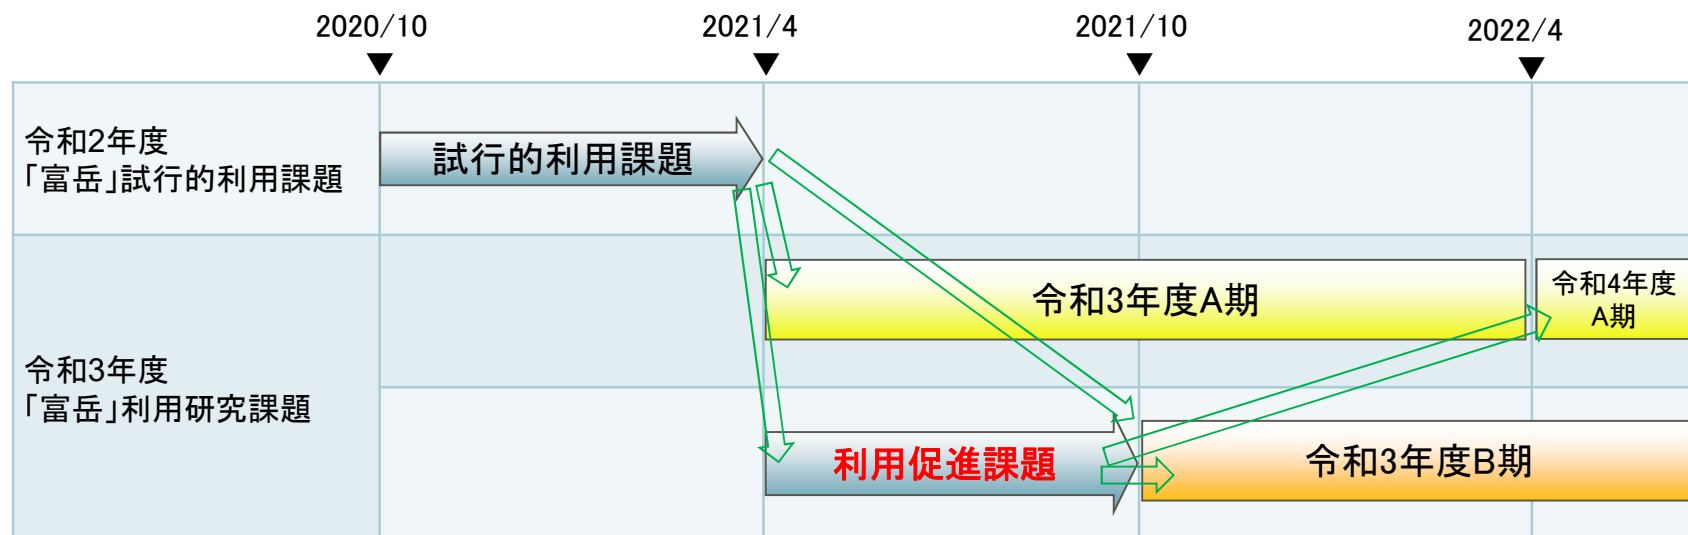 2020/10
2021/4
2021/10
2022/4
令和2年度
「富岳」試行的利用課題
試行的利用課題
令和3年度A期
令和4年度
A期
令和3年度
「富岳」利用研究課題
利用促進課題
令和3年度B期